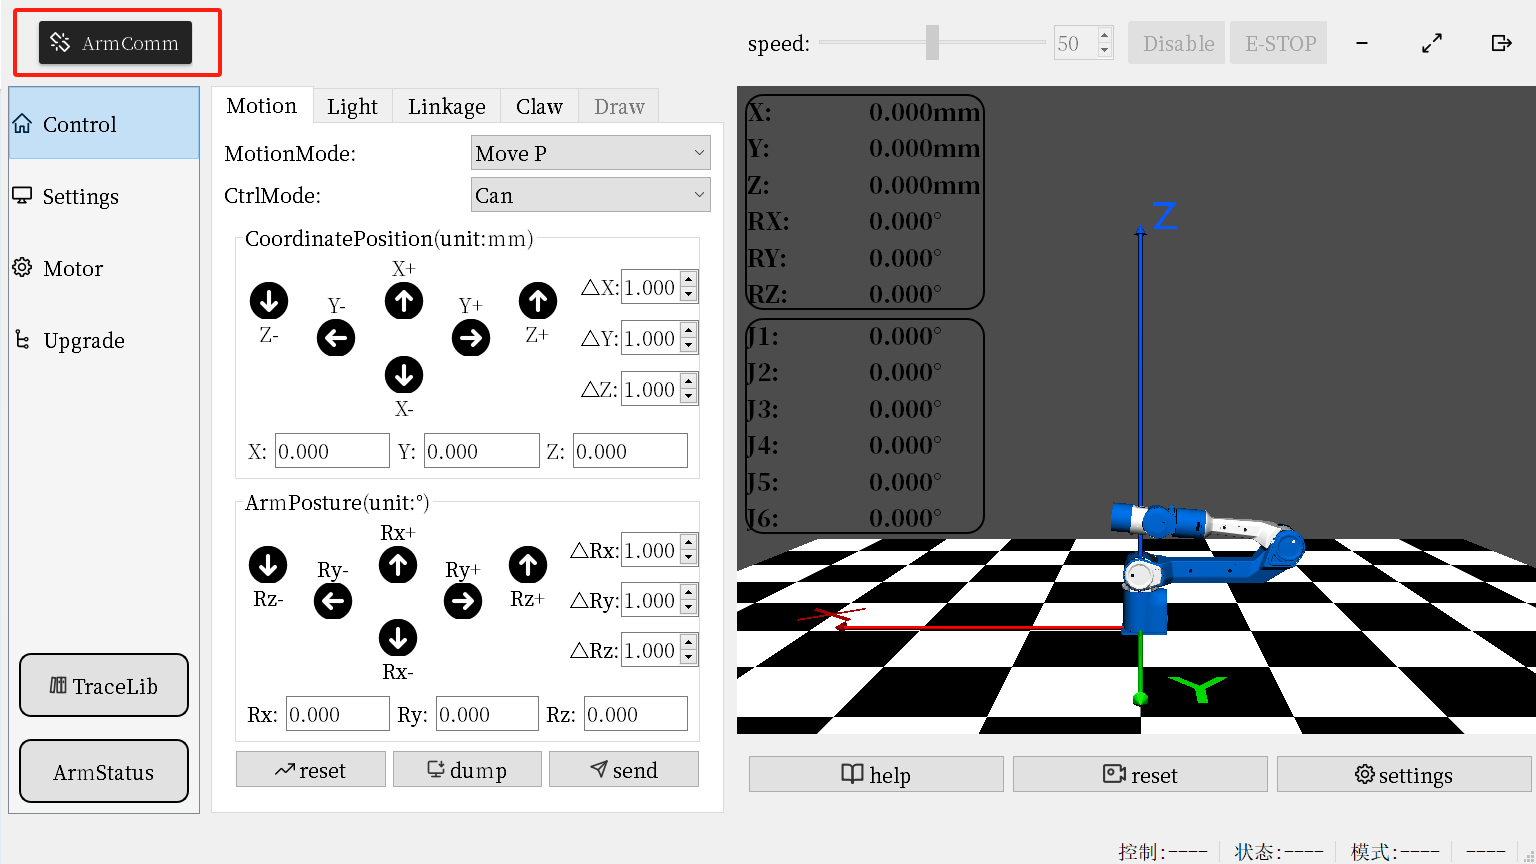 ArmComm
speed: 50 Disable E-STOP
Control
Settings
Motor
Upgrade
TraceLib
ArmStatus
Motion Light Linkage Claw Draw
MotionMode: Move P
CtrlMode: Can
CoordinatePosition(unit:mm)
X+
Y- Y+
Z- Z+
X-
△X: 1.000
△Y: 1.000
△Z: 1.000
X: 0.000 Y: 0.000 Z: 0.000
ArmPosture(unit:°)
Rx+
Ry- Ry+
Rz- Rz+
Rx-
△Rx: 1.000
△Ry: 1.000
△Rz: 1.000
Rx: 0.000 Ry: 0.000 Rz: 0.000
reset dump send
X: 0.000mm
Y: 0.000mm
Z: 0.000mm
RX: 0.000°
RY: 0.000°
RZ: 0.000°
J1: 0.000°
J2: 0.000°
J3: 0.000°
J4: 0.000°
J5: 0.000°
J6: 0.000°
Z
X
Y
help reset settings
控制:---- 状态:---- 模式:---- ----